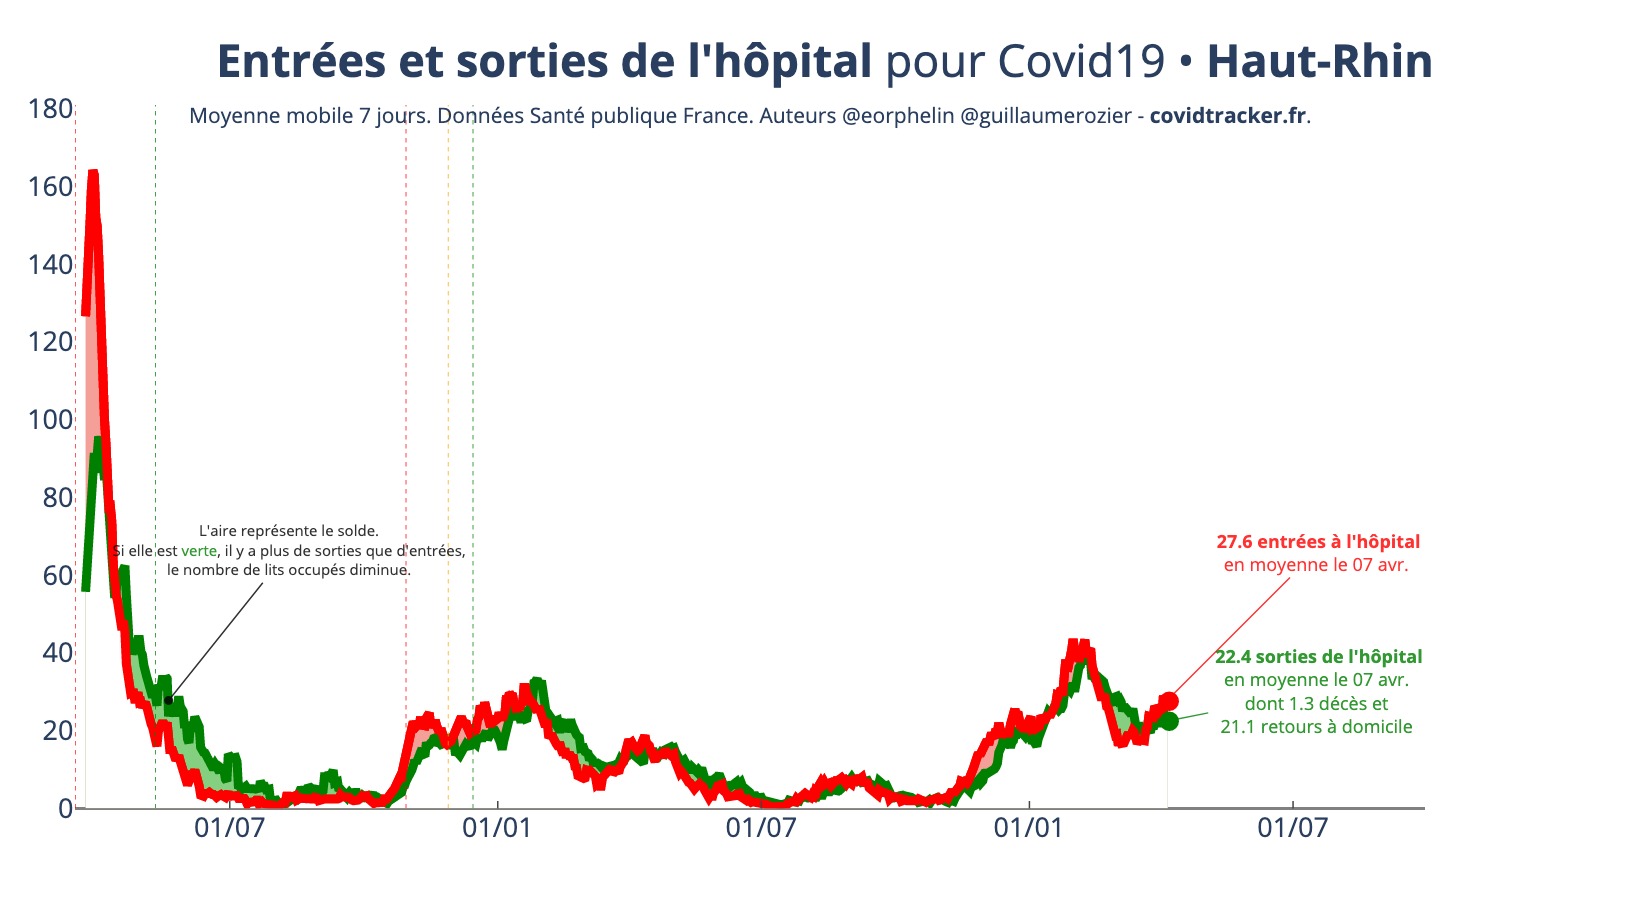 Entrées et sorties de l'hôpital pour Covid19 • Haut-Rhin
Moyenne mobile 7 jours. Données Santé publique France. Auteurs @eorphelin @guillaumerozier - covidtracker.fr.
180
160
140
120
100
80
60
40
20
0
L'aire représente le solde.
Si elle est verte, il y a plus de sorties que d'entrées,
le nombre de lits occupés diminue.
27.6 entrées à l'hôpital
en moyenne le 07 avr.
22.4 sorties de l'hôpital
en moyenne le 07 avr.
dont 1.3 décès et
21.1 retours à domicile
01/07
01/01
01/07
01/01
01/07